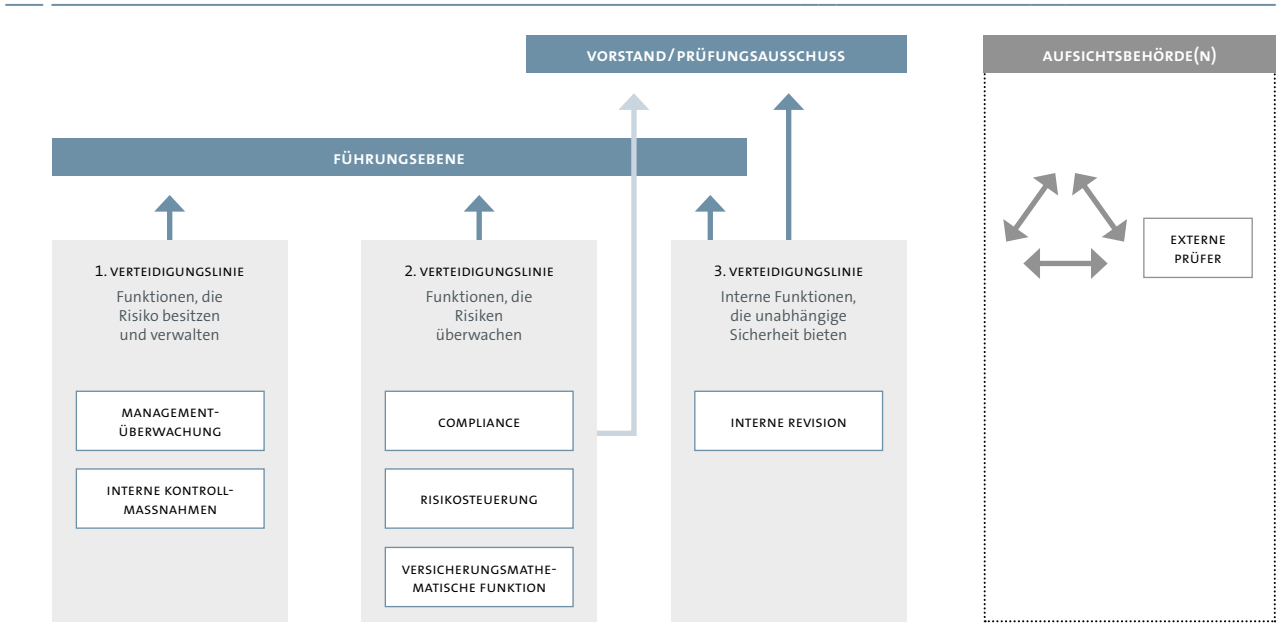 VORSTAND/PRÜFUNGSAUSSCHUSS
AUFSICHTSBEHÖRDE(N)
FÜHRUNGSEBENE
1. VERTEIDIGUNGSLINIE
Funktionen, die
Risiko besitzen
und verwalten
MANAGEMENT-
ÜBERWACHUNG
INTERNE KONTROLL-
MASSNAHMEN
2. VERTEIDIGUNGSLINIE
Funktionen, die
Risiken
überwachen
COMPLIANCE
RISIKOSTEUERUNG
VERSICHERUNGSMATHE-
MATISCHE FUNKTION
3. VERTEIDIGUNGSLINIE
Interne Funktionen,
die unabhängige
Sicherheit bieten
INTERNE REVISION
EXTERNE
PRÜFER